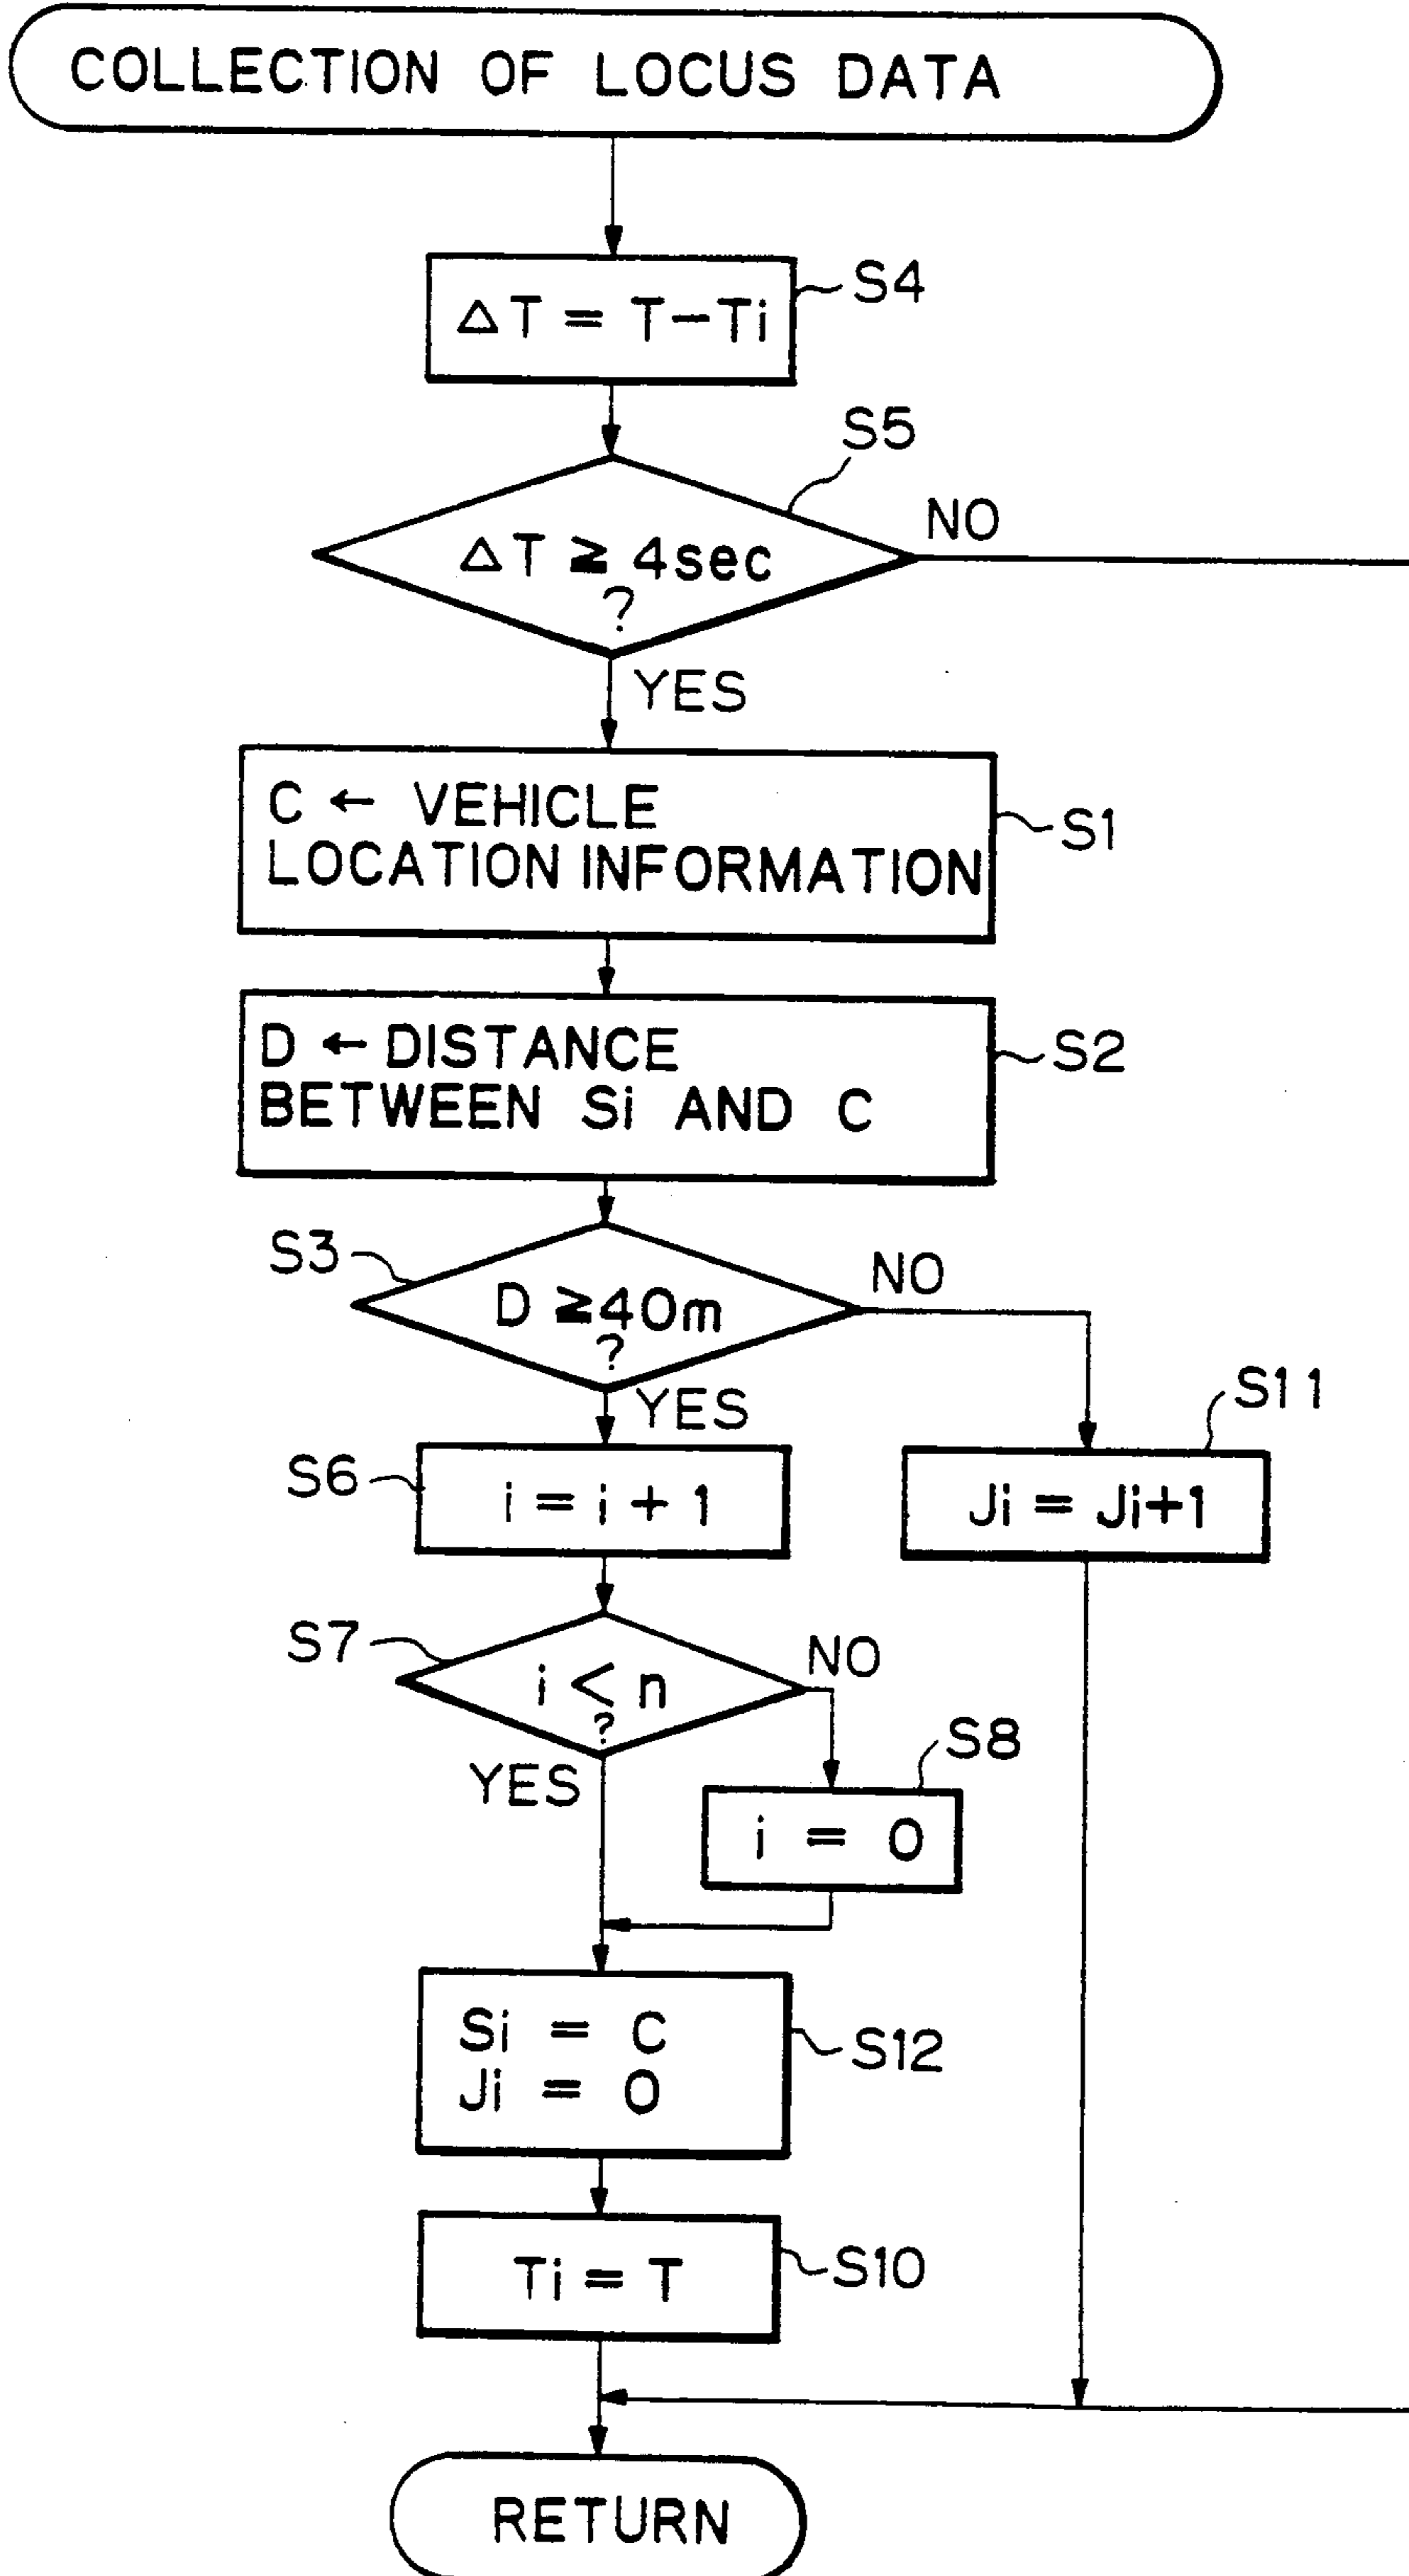 COLLECTION OF LOCUS DATA
△T = T-Ti
S4
S5
△T ≧ 4sec
?
NO
YES
C ← VEHICLE
LOCATION INFORMATION
S1
D ← DISTANCE
BETWEEN Si AND C
S2
S3
D ≧40m
?
NO
YES
S11
S6
i = i + 1
Ji = Ji+1
S7
i < n
?
NO
YES
S8
i = 0
Si = C
Ji = 0
S12
Ti = T
S10
RETURN